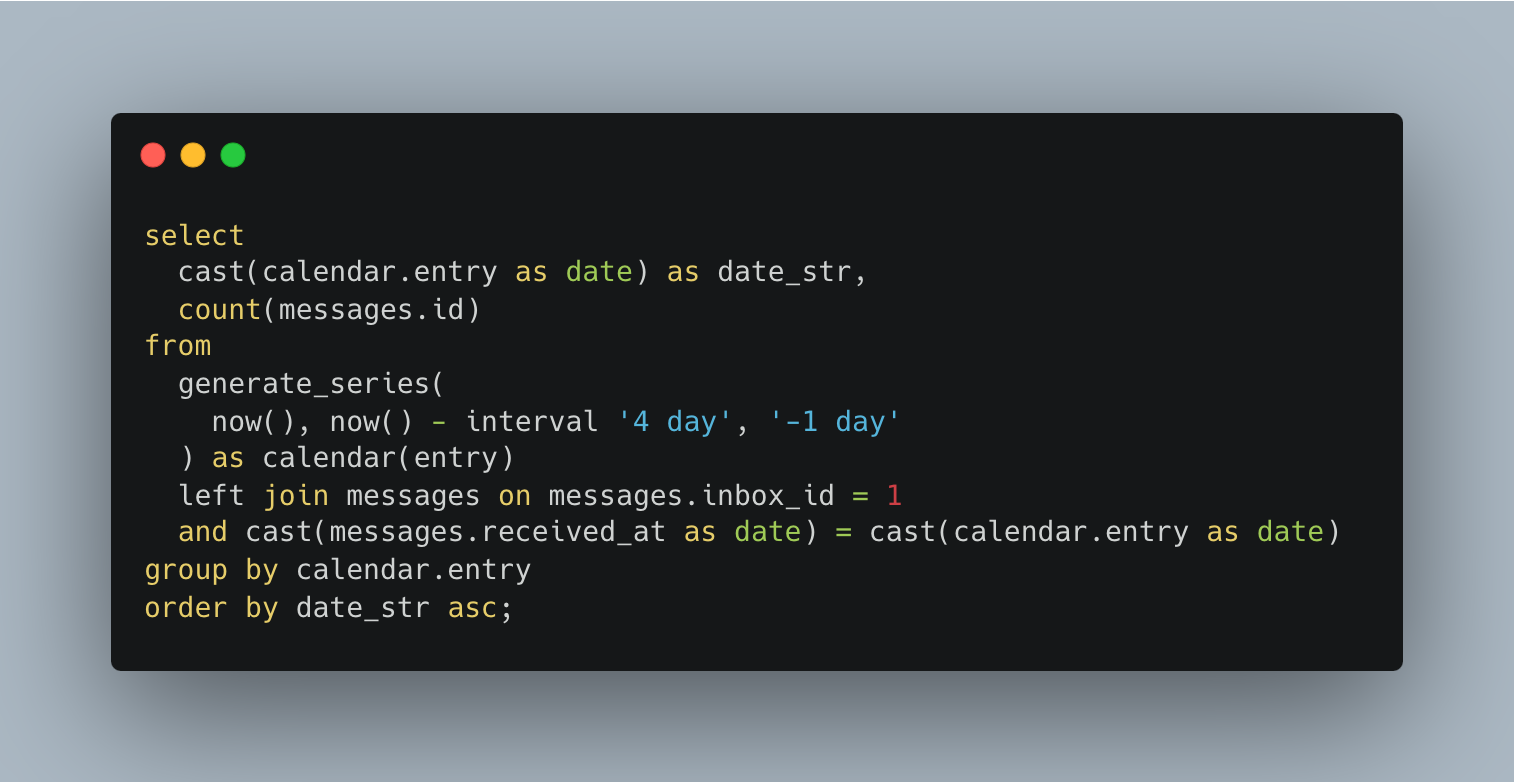 select
  cast(calendar.entry as date) as date_str,
  count(messages.id)
from
  generate_series(
    now(), now() - interval '4 day', '-1 day'
  ) as calendar(entry)
  left join messages on messages.inbox_id = 1
  and cast(messages.received_at as date) = cast(calendar.entry as date)
group by calendar.entry
order by date_str asc;